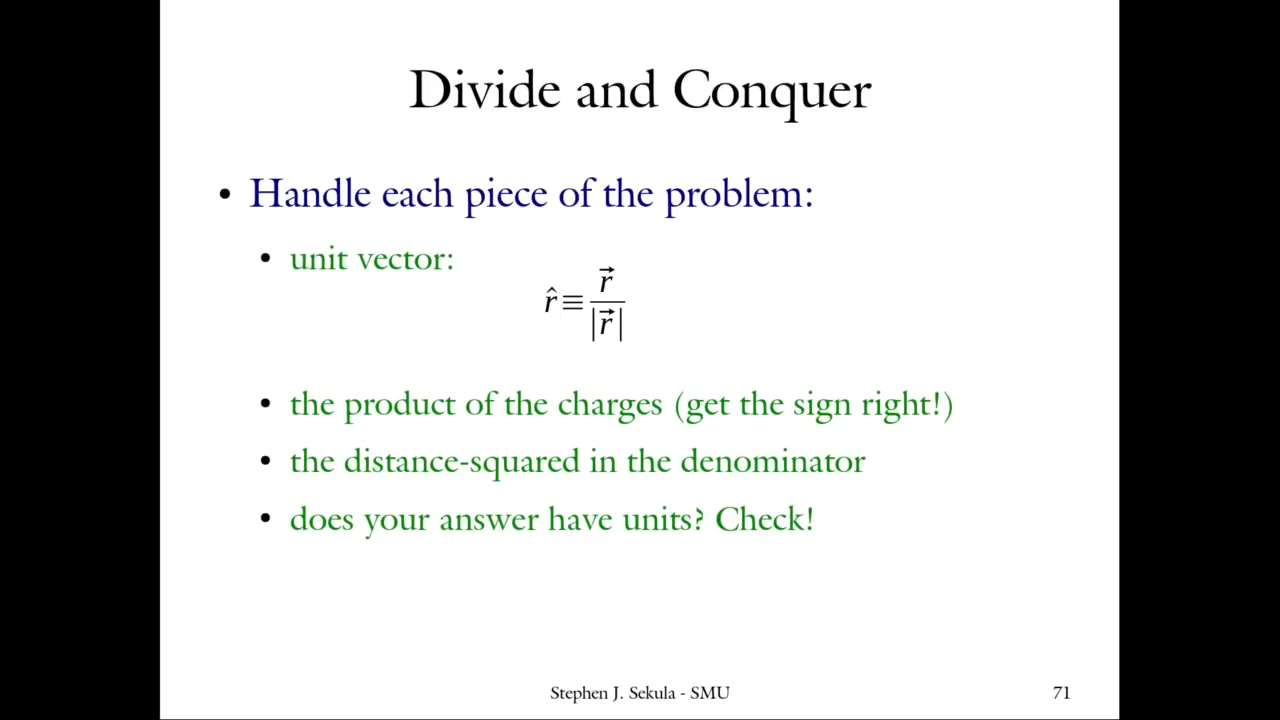 Divide and Conquer
• Handle each piece of the problem:
• unit vector:
r̂ ≡ r⃗ / |r⃗|
• the product of the charges (get the sign right!)
• the distance-squared in the denominator
• does your answer have units? Check!
Stephen J. Sekula - SMU 71